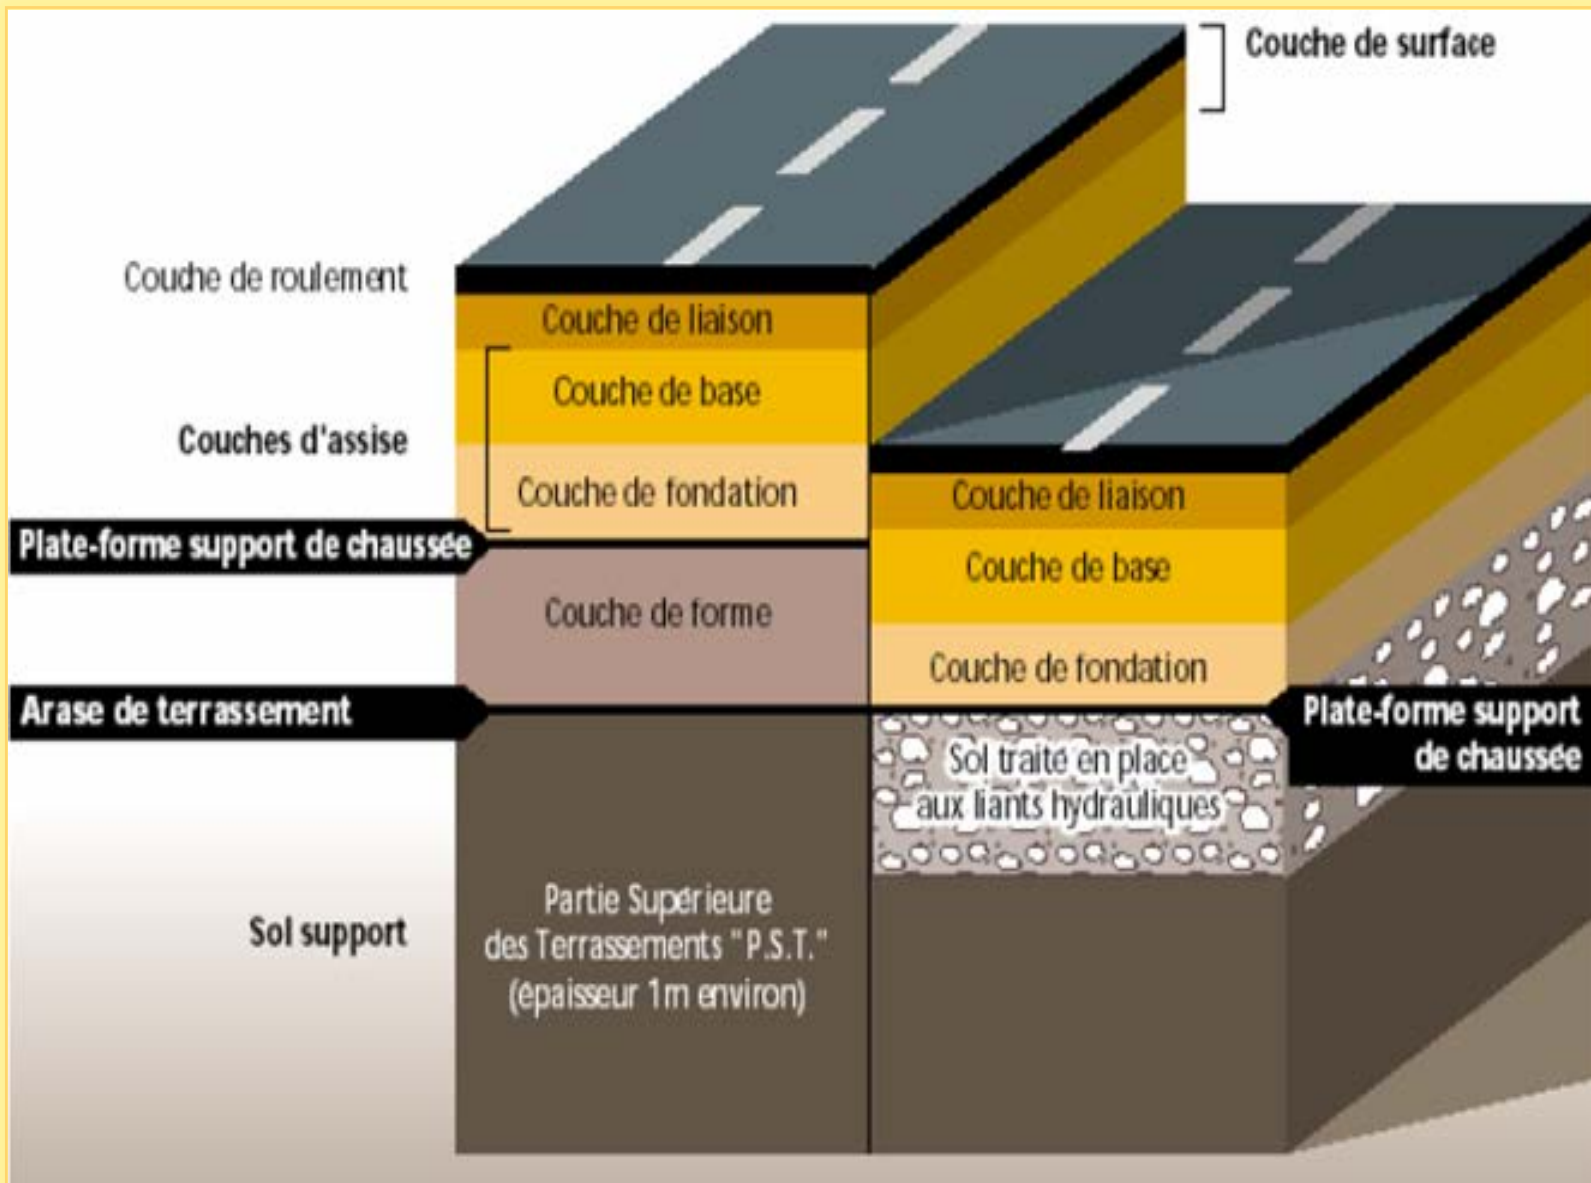 Couche de surface
Couche de roulement
Couche de liaison
Couche de base
Couches d'assise
Couche de fondation
Plate-forme support de chaussée
Couche de forme
Arase de terrassement
Sol support
Partie Supérieure
des Terrassements "P.S.T."
(épaisseur 1m environ)
Couche de liaison
Couche de base
Couche de fondation
Plate-forme support
de chaussée
Sol traité en place
aux liants hydrauliques